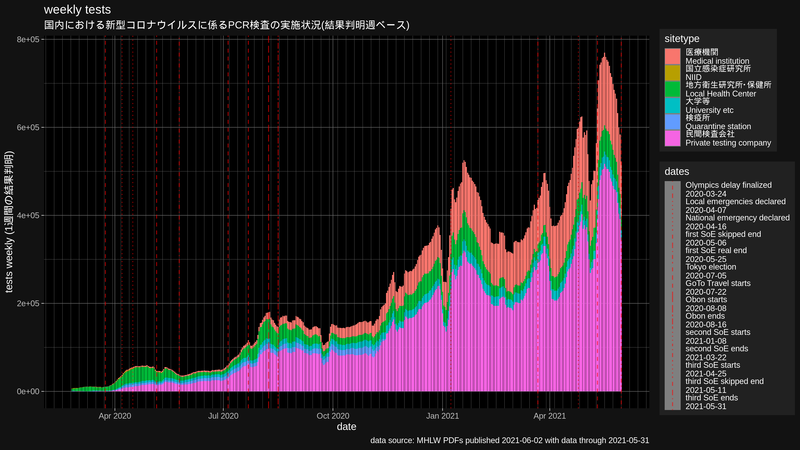 weekly tests
国内における新型コロナウイルスに係るPCR検査の実施状況(結果判明週ベース)
8e+05
6e+05
4e+05
2e+05
0e+00
tests weekly (1週間の結果判明)
Apr 2020
Jul 2020
Oct 2020
Jan 2021
Apr 2021
date
data source: MHLW PDFs published 2021-06-02 with data through 2021-05-31
sitetype
医療機関
Medical institution
国立感染症研究所
NIID
地方衛生研究所･保健所
Local Health Center
大学等
University etc
検疫所
Quarantine station
民間検査会社
Private testing company
dates
Olympics delay finalized
2020-03-24
Local emergencies declared
2020-04-07
National emergency declared
2020-04-16
first SoE skipped end
2020-05-06
first SoE real end
2020-05-25
Tokyo election
2020-07-05
GoTo Travel starts
2020-07-22
Obon starts
2020-08-08
Obon ends
2020-08-16
second SoE starts
2021-01-08
second SoE ends
2021-03-22
third SoE starts
2021-04-25
third SoE skipped end
2021-05-11
third SoE ends
2021-05-31